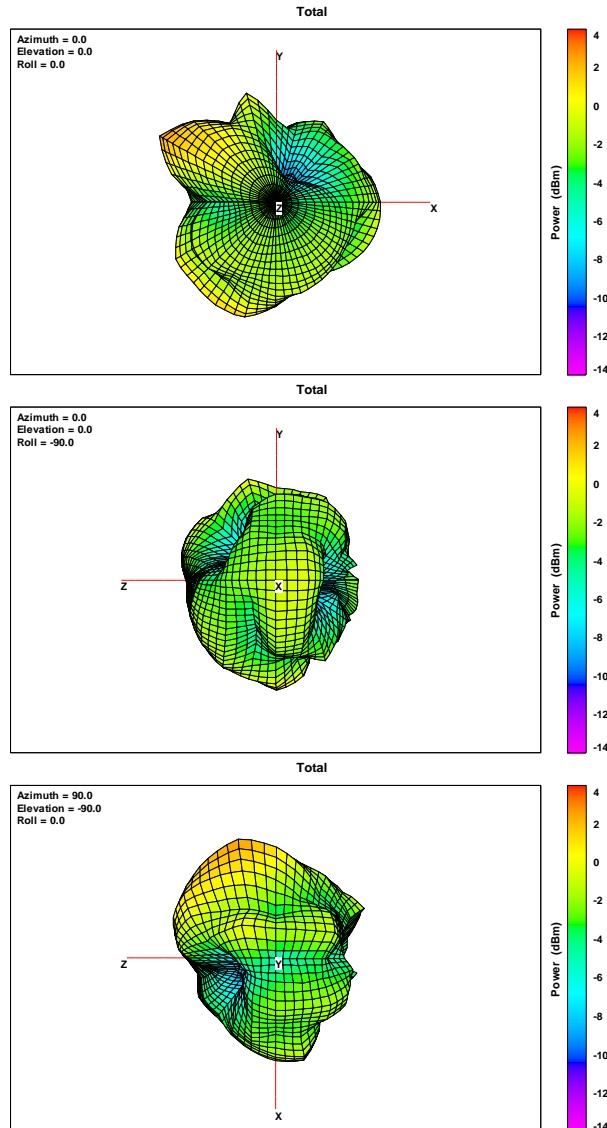 Total
Azimuth = 0.0
Elevation = 0.0
Roll = 0.0
Y
X
Z
Power (dBm)
4
2
0
-2
-4
-6
-8
-10
-12
-14
Total
Azimuth = 0.0
Elevation = 0.0
Roll = -90.0
Y
Z
X
Power (dBm)
4
2
0
-2
-4
-6
-8
-10
-12
-14
Total
Azimuth = 90.0
Elevation = -90.0
Roll = 0.0
Z
Y
X
Power (dBm)
4
2
0
-2
-4
-6
-8
-10
-12
-14